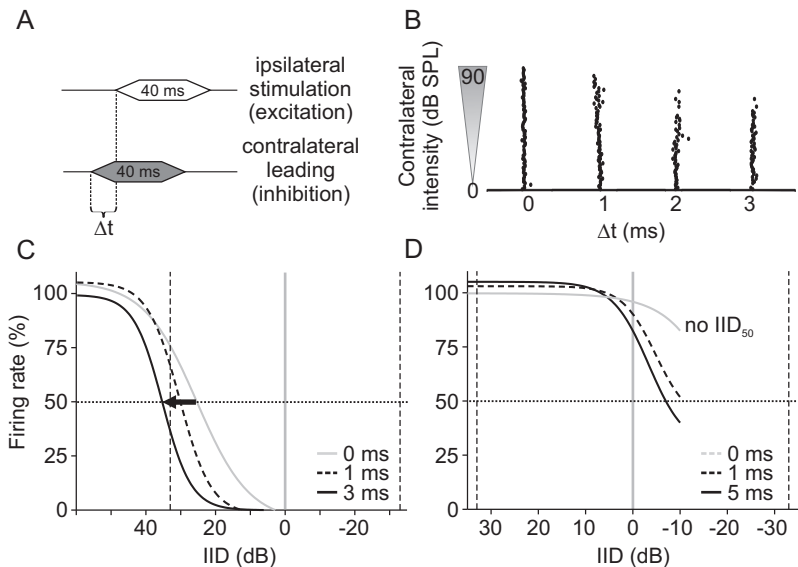 A
40 ms
ipsilateral
stimulation
(excitation)
40 ms
contralateral
leading
(inhibition)
Δt
B
Contralateral
intensity (dB SPL)
90
0
0 1 2 3
Δt (ms)
C
Firing rate (%)
100
75
50
25
0
0 ms
1 ms
3 ms
40 20 0 -20
IID (dB)
D
100
75
50
25
0
no IID50
0 ms
1 ms
5 ms
30 20 10 0 -10 -20 -30
IID (dB)